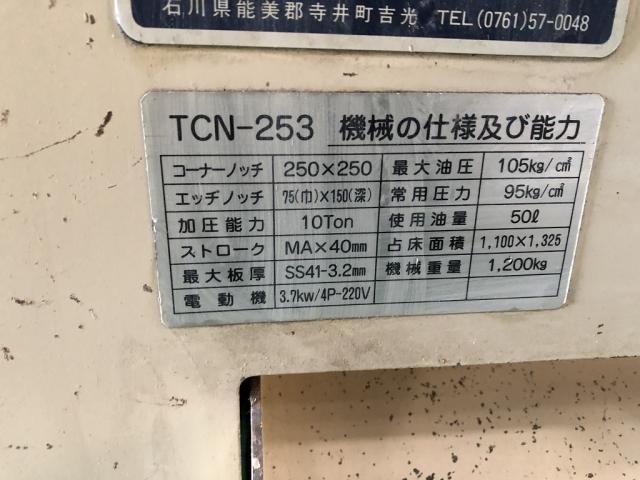 石川県能美郡寺井町吉光 TEL(0761)57-0048
TCN-253 機械の仕様及び能力
コーナーノッチ 250×250 最大油圧 105kg/c㎡
エッヂノッチ 75(巾)×150(深) 常用圧力 95kg/c㎡
加圧能力 10Ton 使用油量 50ℓ
ストローク MA×40mm 占床面積 1,100×1,325
最大板厚 SS41-3.2mm 機械重量 1,200kg
電動機 3.7kw/4P-220V